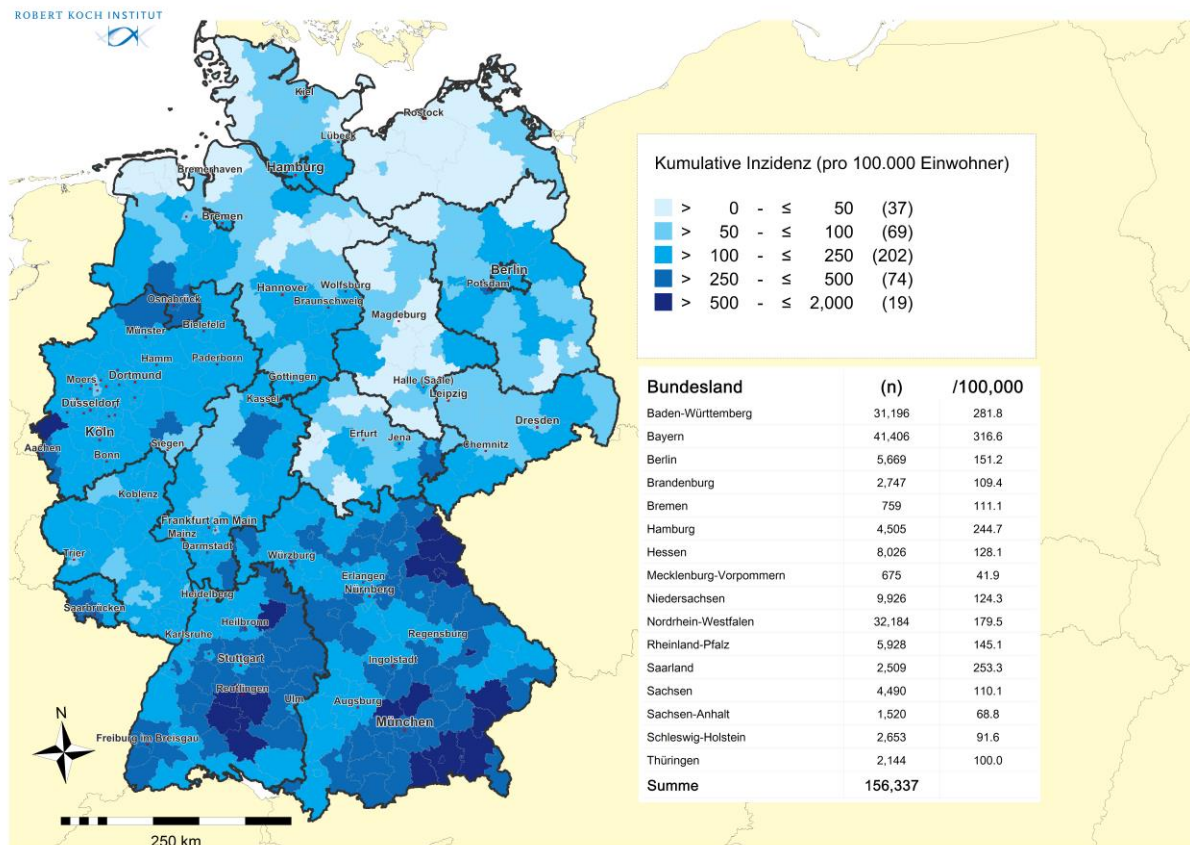 ROBERT KOCH INSTITUT
Kiel
Rostock
Lübeck
Hamburg
Bremerhaven
Bremen
Berlin
Potsdam
Hannover
Wolfsburg
Braunschweig
Osnabrück
Bielefeld
Magdeburg
Münster
Hamm
Paderborn
Göttingen
Halle (Saale)
Leipzig
Moers
Dortmund
Kassel
Düsseldorf
Köln
Siegen
Erfurt
Jena
Dresden
Chemnitz
Aachen
Bonn
Koblenz
Frankfurt am Main
Mainz
Darmstadt
Trier
Würzburg
Erlangen
Nürnberg
Heidelberg
Saarbrücken
Heilbronn
Karlsruhe
Regensburg
Stuttgart
Ingolstadt
Reutlingen
Ulm
Augsburg
München
Freiburg im Breisgau
N
250 km
Kumulative Inzidenz (pro 100.000 Einwohner)
> 0 - ≤ 50 (37)
> 50 - ≤ 100 (69)
> 100 - ≤ 250 (202)
> 250 - ≤ 500 (74)
> 500 - ≤ 2,000 (19)
Bundesland (n) /100,000
Baden-Württemberg 31,196 281.8
Bayern 41,406 316.6
Berlin 5,669 151.2
Brandenburg 2,747 109.4
Bremen 759 111.1
Hamburg 4,505 244.7
Hessen 8,026 128.1
Mecklenburg-Vorpommern 675 41.9
Niedersachsen 9,926 124.3
Nordrhein-Westfalen 32,184 179.5
Rheinland-Pfalz 5,928 145.1
Saarland 2,509 253.3
Sachsen 4,490 110.1
Sachsen-Anhalt 1,520 68.8
Schleswig-Holstein 2,653 91.6
Thüringen 2,144 100.0
Summe 156,337